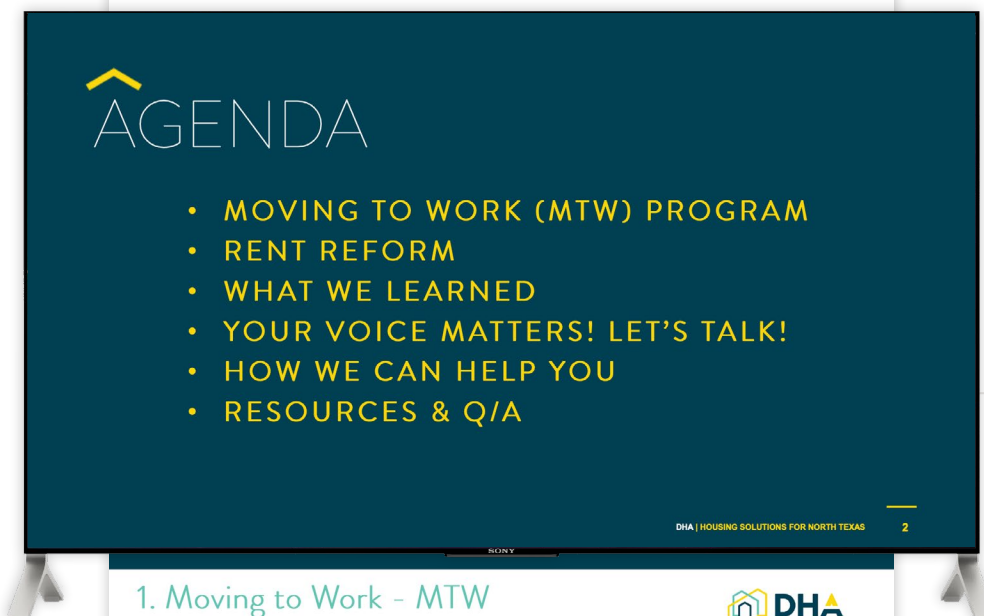 AGENDA
• MOVING TO WORK (MTW) PROGRAM
• RENT REFORM
• WHAT WE LEARNED
• YOUR VOICE MATTERS! LET'S TALK!
• HOW WE CAN HELP YOU
• RESOURCES & Q/A
DHA | HOUSING SOLUTIONS FOR NORTH TEXAS 2
SONY
1. Moving to Work - MTW
DHA